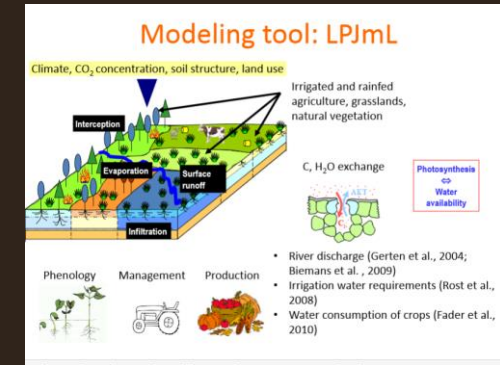 Modeling tool: LPJmL
Climate, CO₂ concentration, soil structure, land use
Irrigated and rainfed
agriculture, grasslands,
natural vegetation
Interception
Evaporation
Surface
runoff
Infiltration
C, H₂O exchange
Photosynthesis
⇔
Water
availability
Phenology
Management
Production
• River discharge (Gerten et al., 2004;
Biemans et al. , 2009)
• Irrigation water requirements (Rost et al.,
2008)
• Water consumption of crops (Fader et al.,
2010)